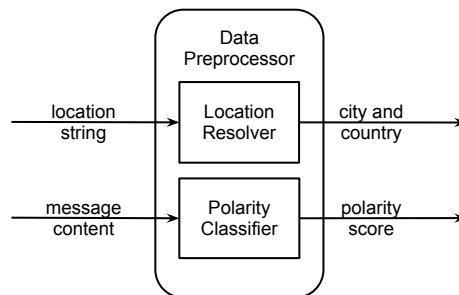 Data
Preprocessor
location
string
Location
Resolver
city and
country
message
content
Polarity
Classifier
polarity
score